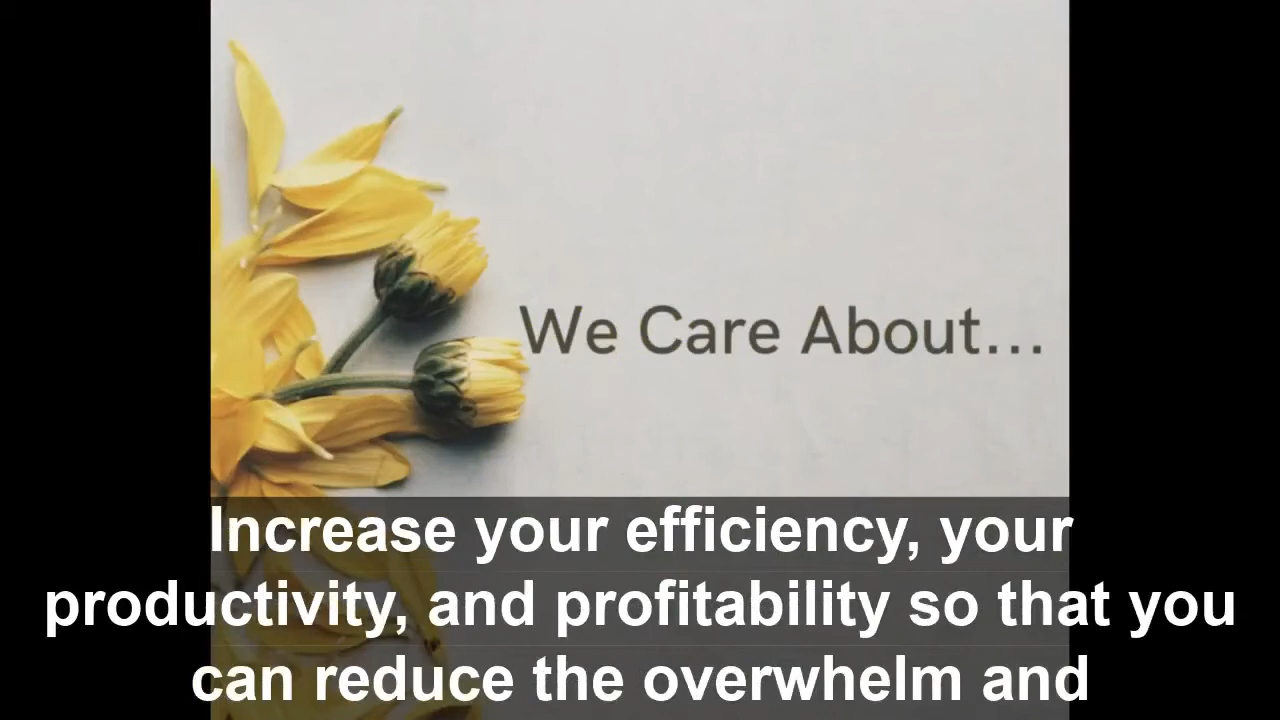 We Care About...
Increase your efficiency, your
productivity, and profitability so that you
can reduce the overwhelm and